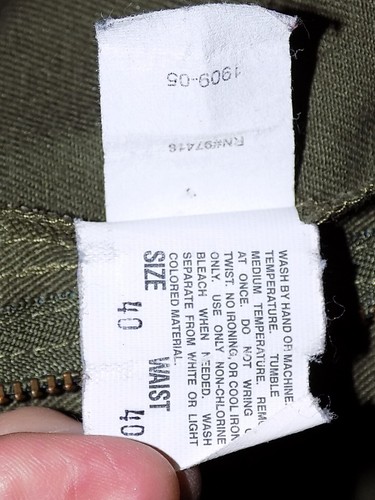 1909-05
RN#97416
WASH BY HAND OR MACHINE.
TEMPERATURE. TUMBLE
MEDIUM TEMPERATURE. REM
AT ONCE. DO NOT WRING
TWIST. NO IRONING, OR COOL IRON
ONLY. USE ONLY NON-CHLORINE
BLEACH WHEN NEEDED. WASH
SEPARATE FROM WHITE OR LIGHT
COLORED MATERIAL.
SIZE WAIST
40 40